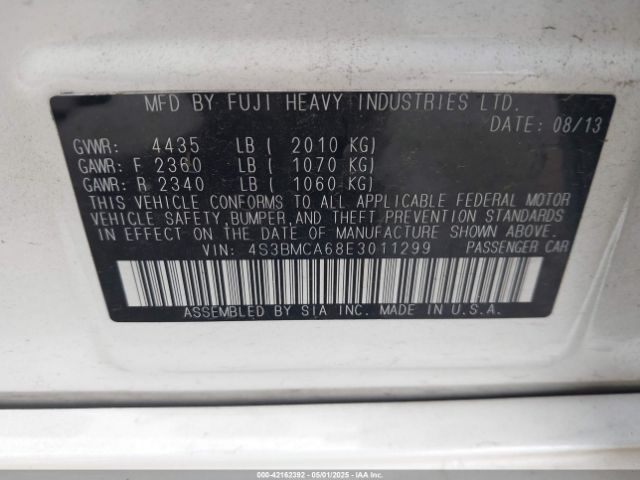 MFD BY FUJI HEAVY INDUSTRIES LTD.
DATE: 08/13
GVWR: 4435 LB ( 2010 KG)
GAWR: F 2360 LB ( 1070 KG)
GAWR: R 2340 LB ( 1060 KG)
THIS VEHICLE CONFORMS TO ALL APPLICABLE FEDERAL MOTOR
VEHICLE SAFETY, BUMPER, AND THEFT PREVENTION STANDARDS
IN EFFECT ON THE DATE OF MANUFACTURE SHOWN ABOVE.
VIN: 4S3BMCA68E3011299 PASSENGER CAR
ASSEMBLED BY SIA INC. MADE IN U.S.A.
000-42162392 - 05/01/2025 - IAAI.COM